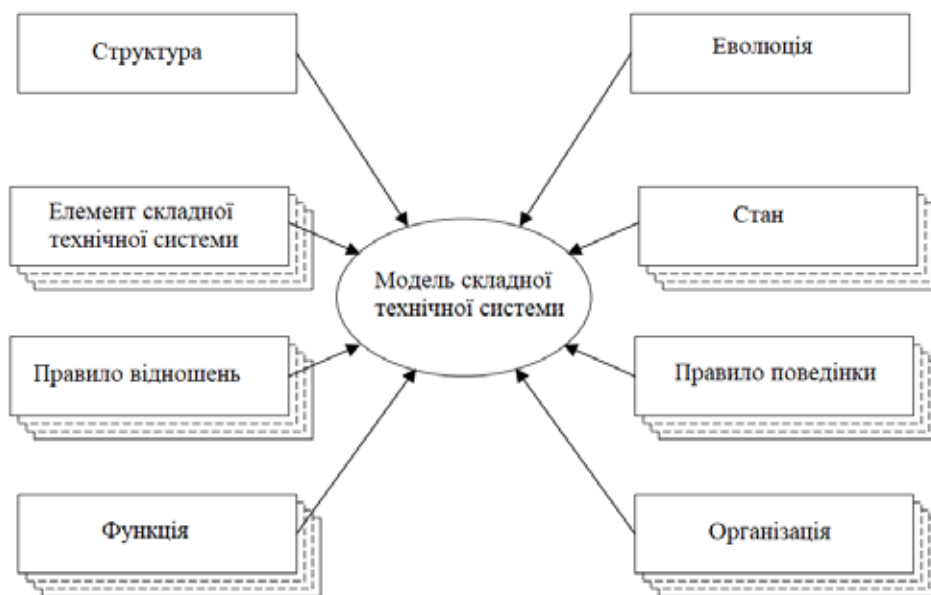 Структура
Еволюція
Елемент складної
технічної системи
Стан
Модель складної
технічної системи
Правило відношень
Правило поведінки
Функція
Організація